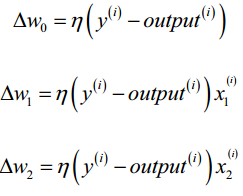 Δw₀ = η(y⁽ⁱ⁾ − output⁽ⁱ⁾)
Δw₁ = η(y⁽ⁱ⁾ − output⁽ⁱ⁾)x₁⁽ⁱ⁾
Δw₂ = η(y⁽ⁱ⁾ − output⁽ⁱ⁾)x₂⁽ⁱ⁾